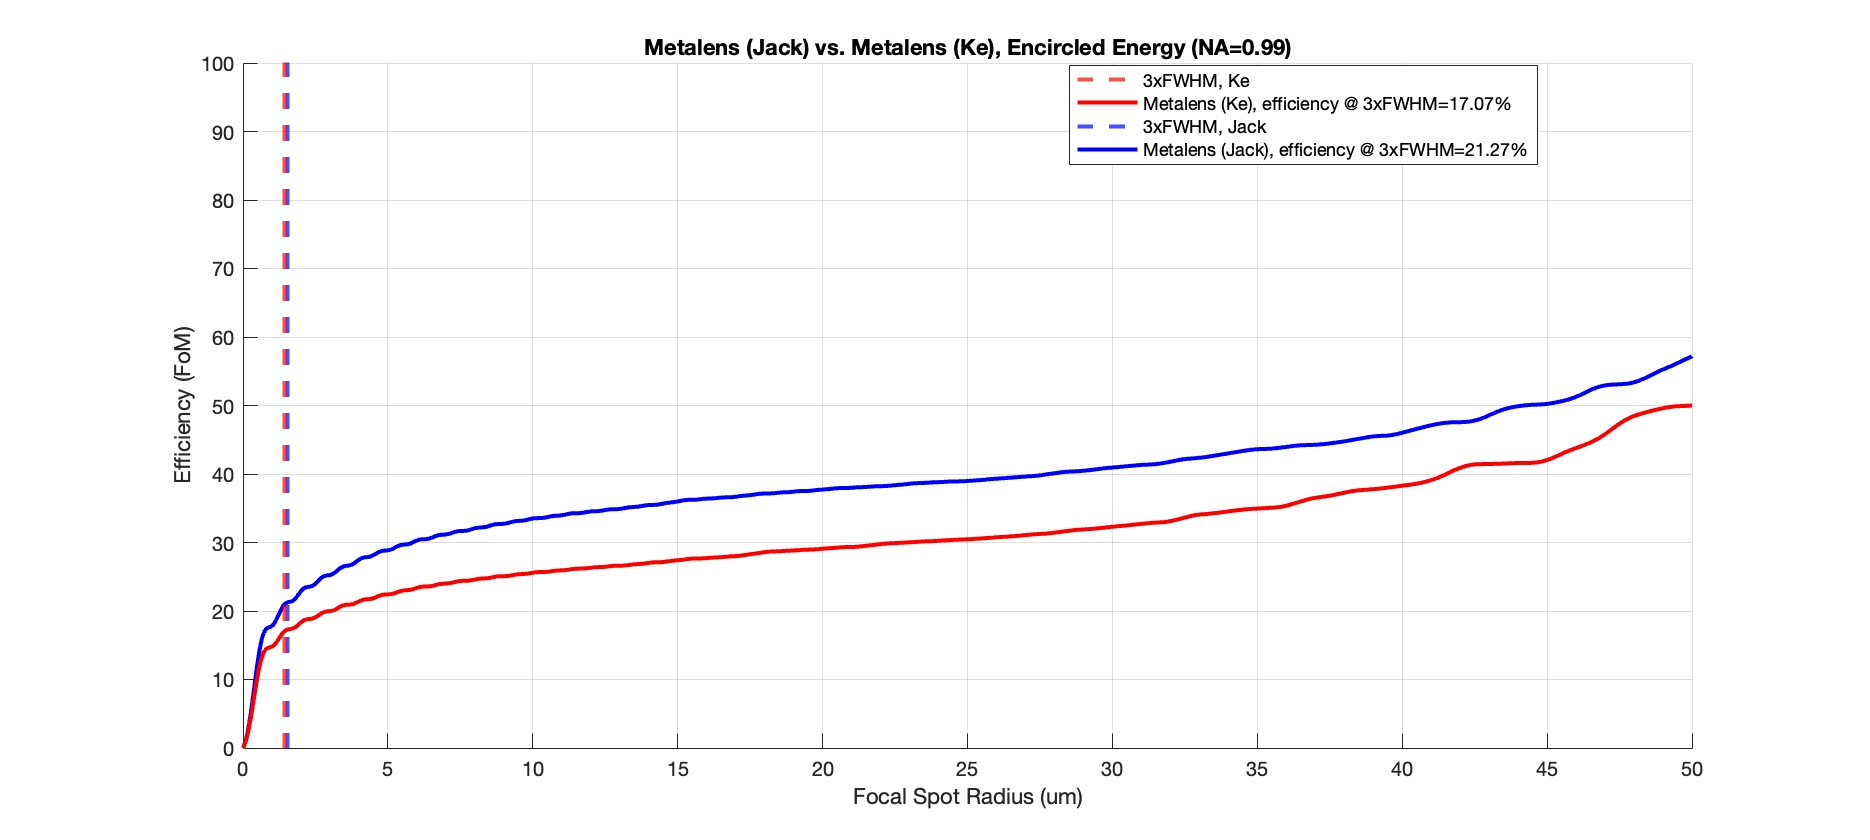 Metalens (Jack) vs. Metalens (Ke), Encircled Energy (NA=0.99)
3xFWHM, Ke
Metalens (Ke), efficiency @ 3xFWHM=17.07%
3xFWHM, Jack
Metalens (Jack), efficiency @ 3xFWHM=21.27%
Efficiency (FoM)
100
90
80
70
60
50
40
30
20
10
0
0 5 10 15 20 25 30 35 40 45 50
Focal Spot Radius (um)